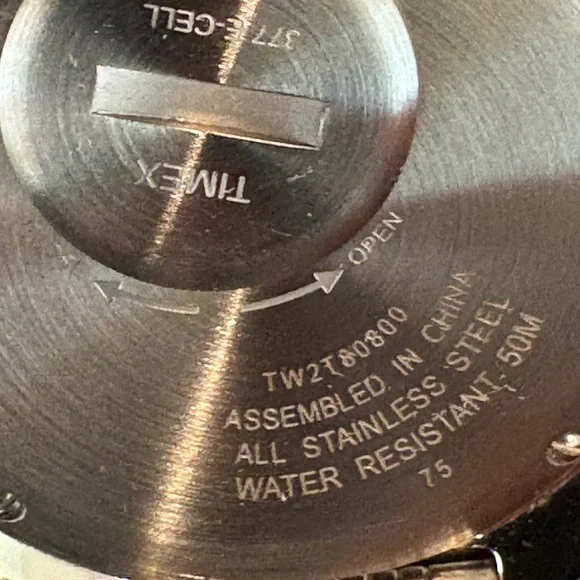 377 E-CELL
TIMEX
OPEN
TW2T80800
ASSEMBLED IN CHINA
ALL STAINLESS STEEL
WATER RESISTANT 50M
75